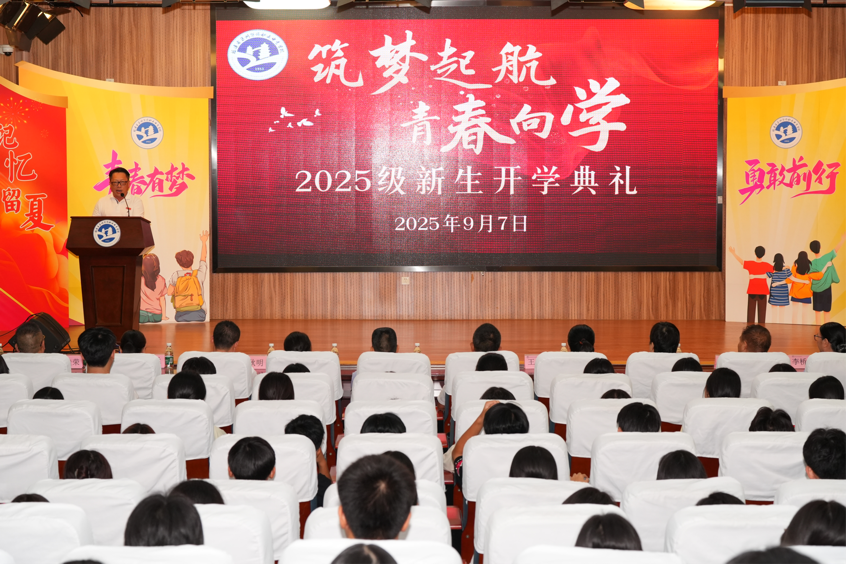 筑梦起航
青春向学
2025级新生开学典礼
2025年9月7日
记
忆
留夏
青春有梦
勇敢前行